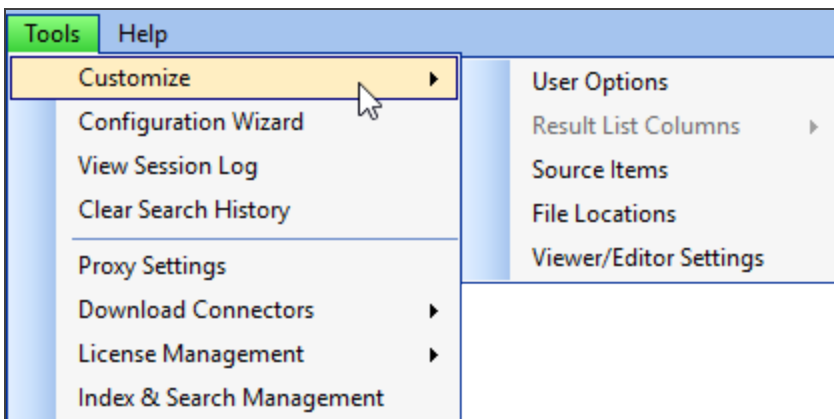 Tools Help
Customize
Configuration Wizard
View Session Log
Clear Search History
Proxy Settings
Download Connectors
License Management
Index & Search Management
User Options
Result List Columns
Source Items
File Locations
Viewer/Editor Settings